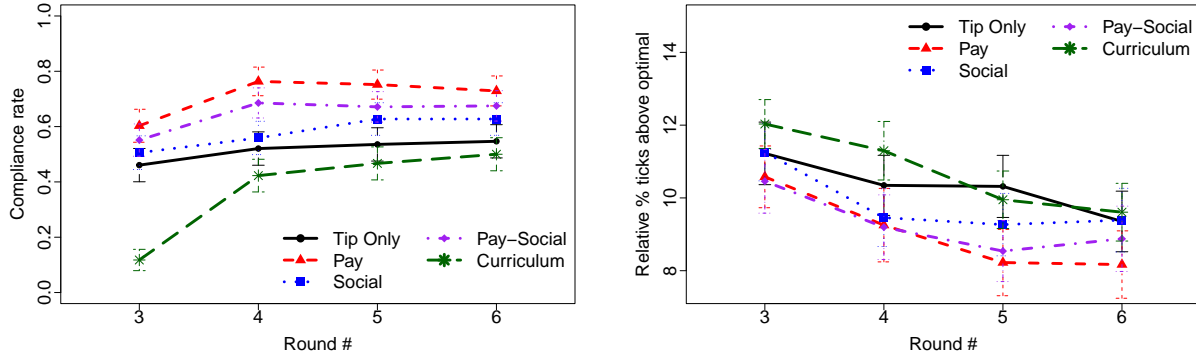 Compliance rate
1.0
0.8
0.6
0.4
0.2
0.0
Tip Only
Pay
Social
Pay−Social
Curriculum
3 4 5 6
Round #
Relative % ticks above optimal
14
12
10
8
Tip Only
Pay
Social
Pay−Social
Curriculum
3 4 5 6
Round #